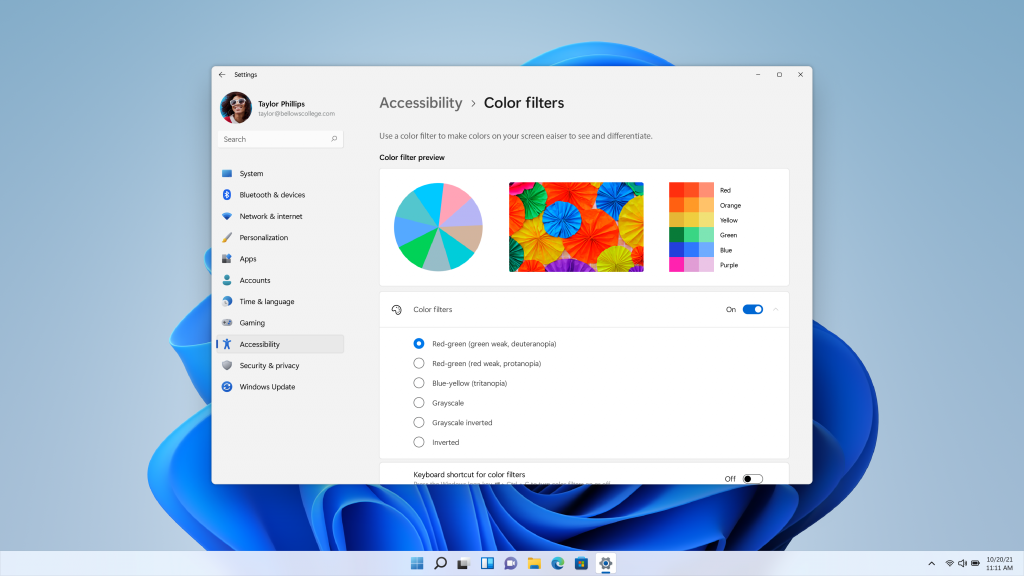 Settings
Taylor Phillips
taylor@bellowscollege.com
Search
System
Bluetooth & devices
Network & internet
Personalization
Apps
Accounts
Time & language
Gaming
Accessibility
Security & privacy
Windows Update
Accessibility > Color filters
Use a color filter to make colors on your screen eaiser to see and differentiate.
Color filter preview
Red
Orange
Yellow
Green
Blue
Purple
Color filters
On
Red-green (green weak, deuteranopia)
Red-green (red weak, protanopia)
Blue-yellow (tritanopia)
Grayscale
Grayscale inverted
Inverted
Keyboard shortcut for color filters
Off
10/20/21
11:11 AM